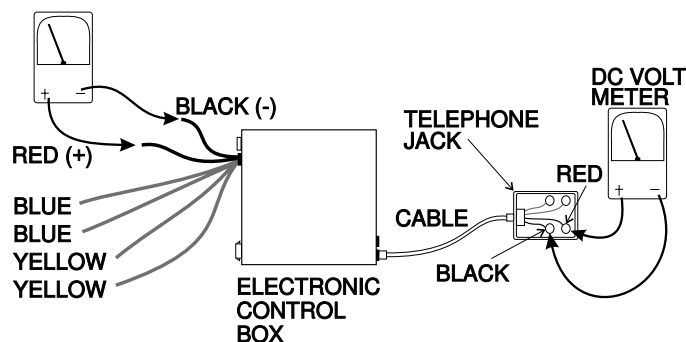 + −
BLACK (-)
RED (+)
BLUE
BLUE
YELLOW
YELLOW
ELECTRONIC
CONTROL
BOX
CABLE
TELEPHONE
JACK
RED
BLACK
DC VOLT
METER
+ −